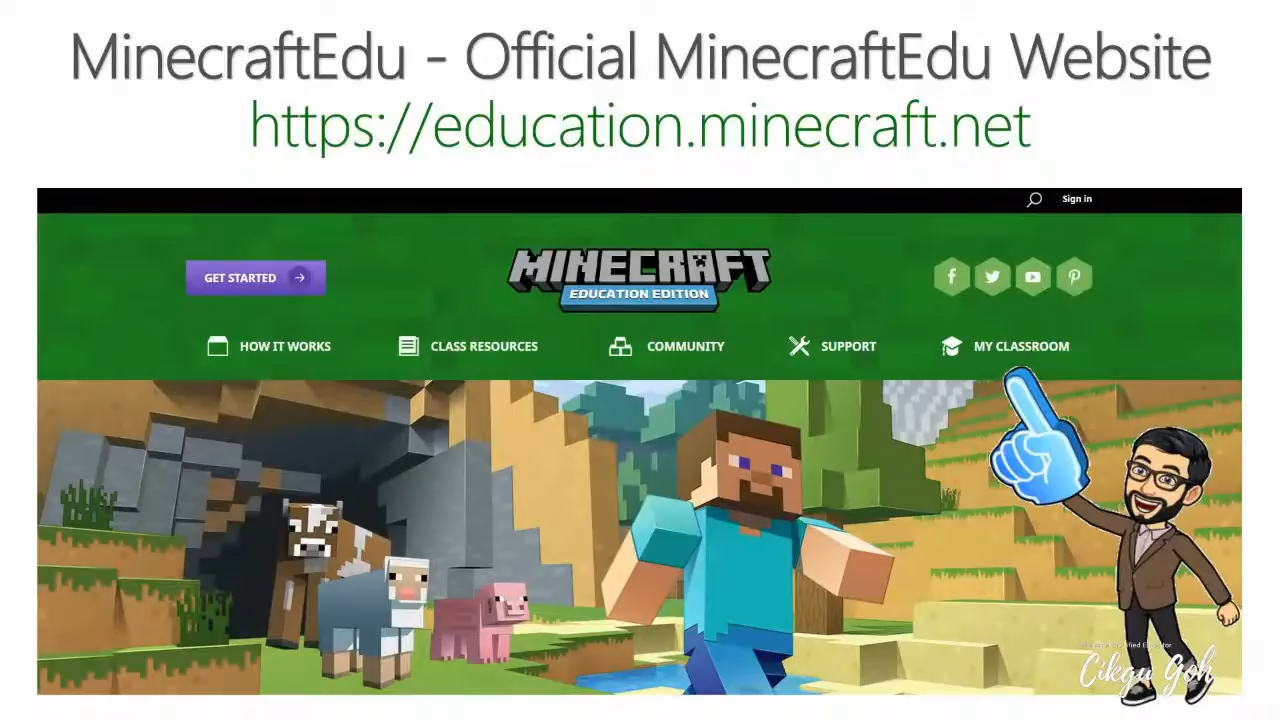 MinecraftEdu - Official MinecraftEdu Website
https://education.minecraft.net
Sign in
GET STARTED
MINECRAFT
EDUCATION EDITION
HOW IT WORKS
CLASS RESOURCES
COMMUNITY
SUPPORT
MY CLASSROOM
Cikgu Goh